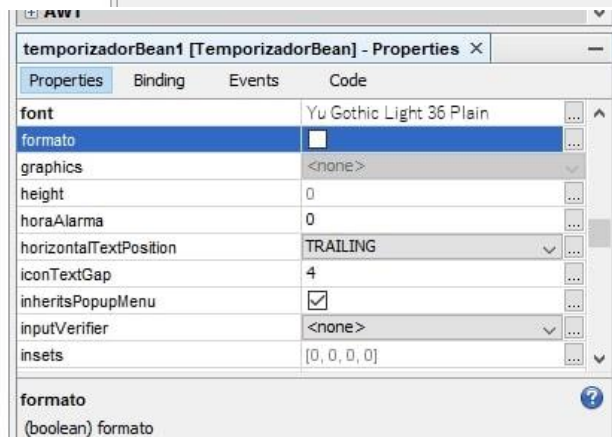 AWT
temporizadorBean1 [TemporizadorBean] - Properties
Properties Binding Events Code
font Yu Gothic Light 36 Plain ...
formato ...
graphics <none>
height 0 ...
horaAlarma 0 ...
horizontalTextPosition TRAILING ...
iconTextGap 4 ...
inheritsPopupMenu ...
inputVerifier <none> ...
insets [0, 0, 0, 0] ...
formato ?
(boolean) formato